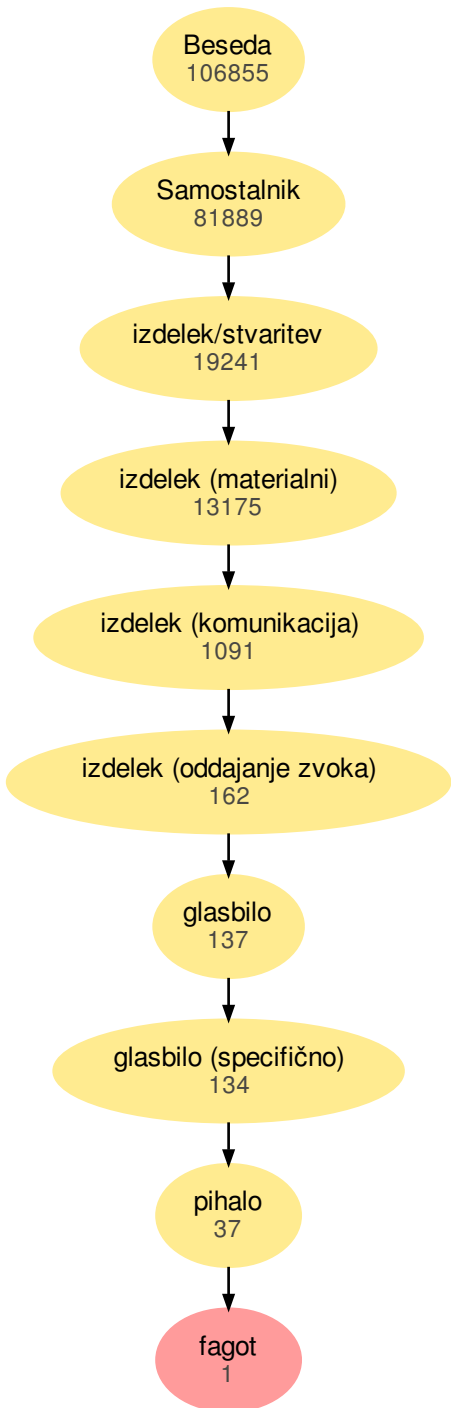 Beseda
106855
Samostalnik
81889
izdelek/stvaritev
19241
izdelek (materialni)
13175
izdelek (komunikacija)
1091
izdelek (oddajanje zvoka)
162
glasbilo
137
glasbilo (specifično)
134
pihalo
37
fagot
1